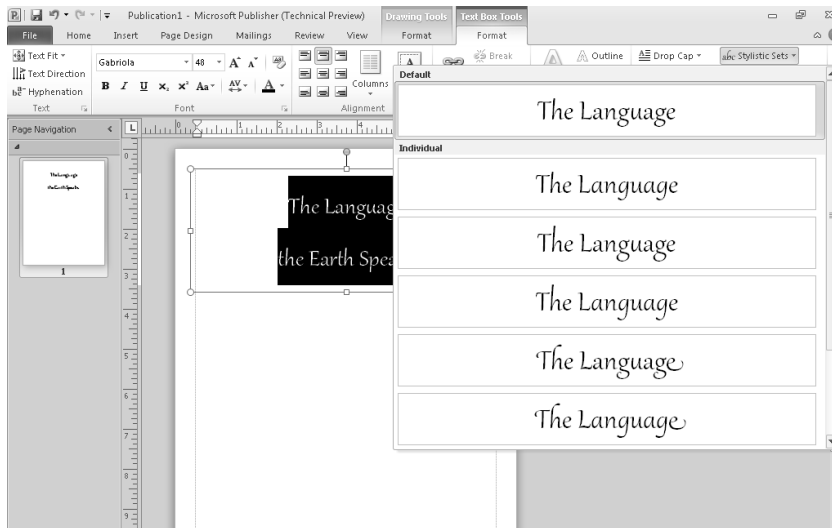 Publication1 - Microsoft Publisher (Technical Preview)
Drawing Tools
Text Box Tools
File
Home
Insert
Page Design
Mailings
Review
View
Format
Format
Text Fit
Text Direction
Hyphenation
Text
Gabriola
48
Font
Columns
Alignment
Break
Outline
Drop Cap
Stylistic Sets
Page Navigation
1
Default
The Language
Individual
The Language
The Language
The Language
The Language
The Language
The Languag
the Earth Spea